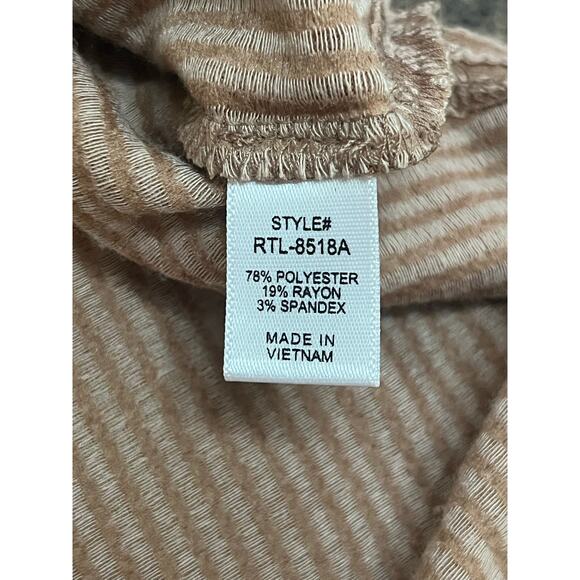 STYLE#
RTL-8518A
78% POLYESTER
19% RAYON
3% SPANDEX
MADE IN
VIETNAM